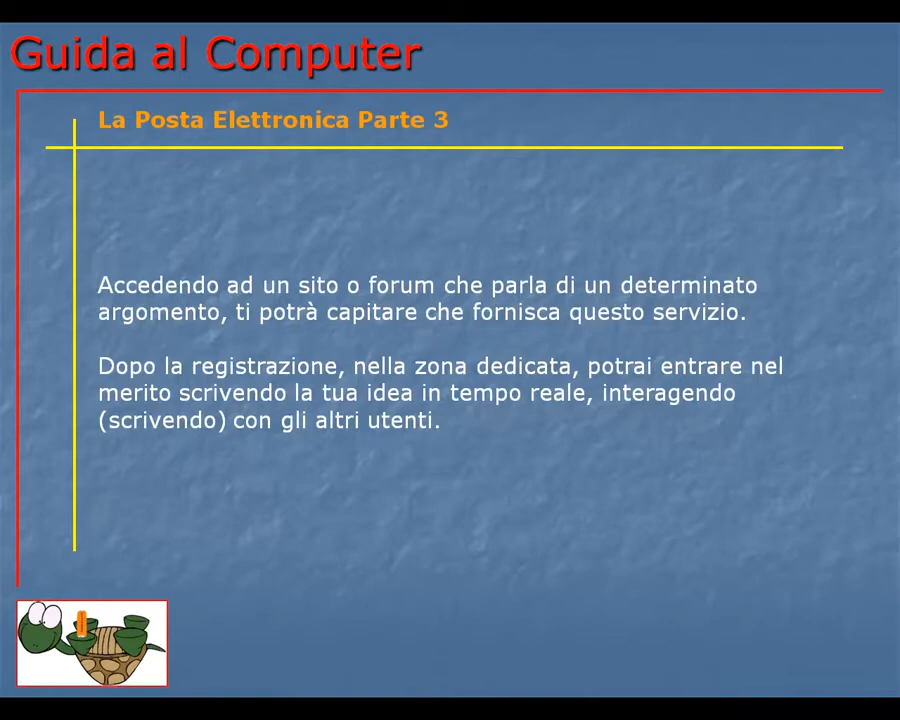 Guida al Computer
La Posta Elettronica Parte 3
Accedendo ad un sito o forum che parla di un determinato
argomento, ti potrà capitare che fornisca questo servizio.
Dopo la registrazione, nella zona dedicata, potrai entrare nel
merito scrivendo la tua idea in tempo reale, interagendo
(scrivendo) con gli altri utenti.